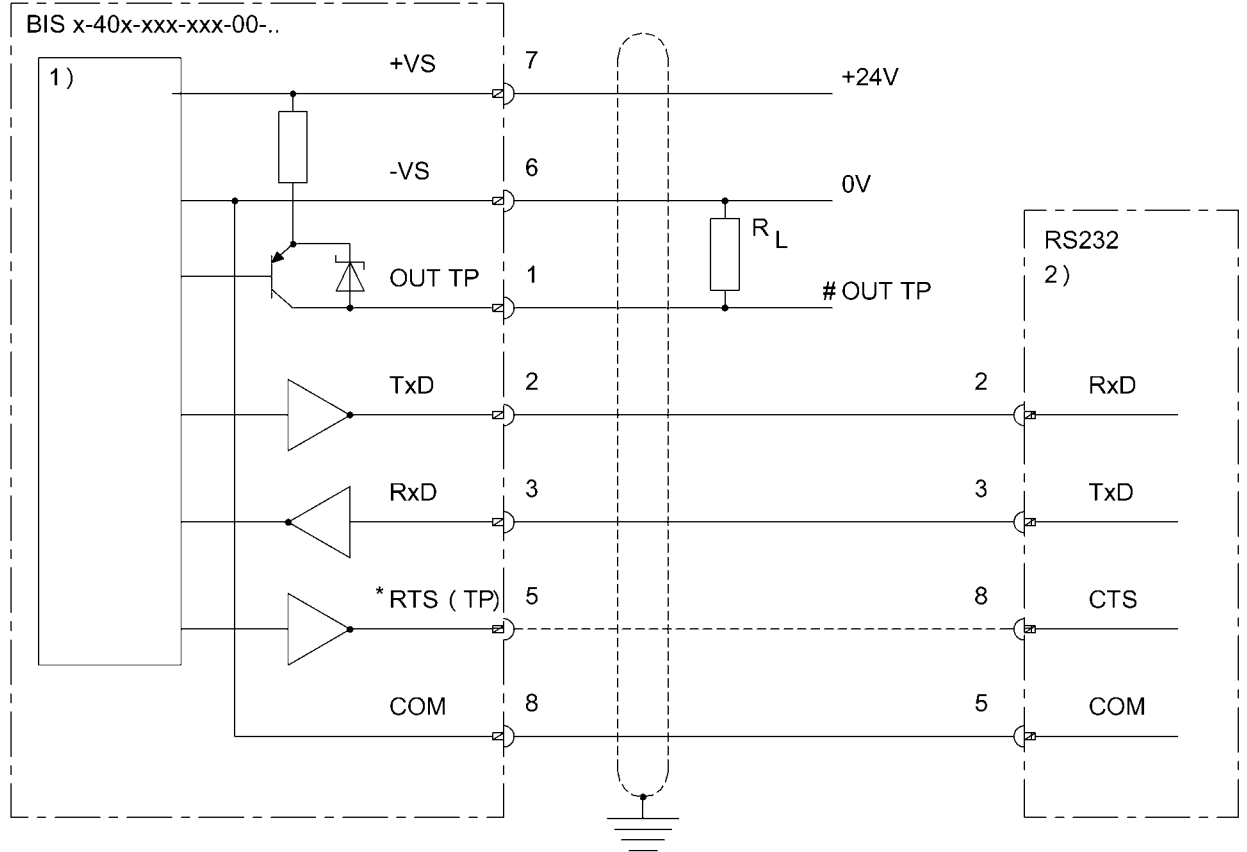 BIS x-40x-xxx-xxx-00-..
1)
+VS 7 +24V
-VS 6 0V
R L
RS232
2)
OUT TP 1 # OUT TP
TxD 2 2 RxD
RxD 3 3 TxD
*RTS ( TP) 5 8 CTS
COM 8 5 COM